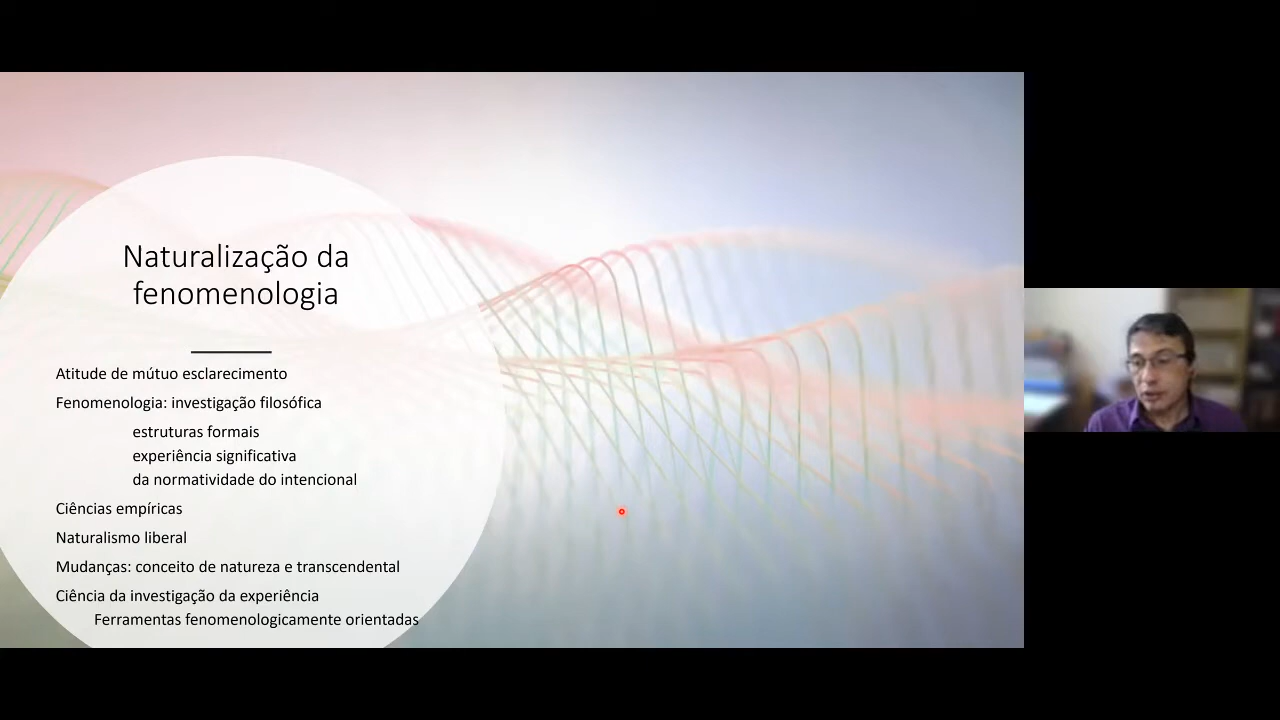 Naturalização da
fenomenologia
Atitude de mútuo esclarecimento
Fenomenologia: investigação filosófica
estruturas formais
experiência significativa
da normatividade do intencional
Ciências empíricas
Naturalismo liberal
Mudanças: conceito de natureza e transcendental
Ciência da investigação da experiência
Ferramentas fenomenologicamente orientadas